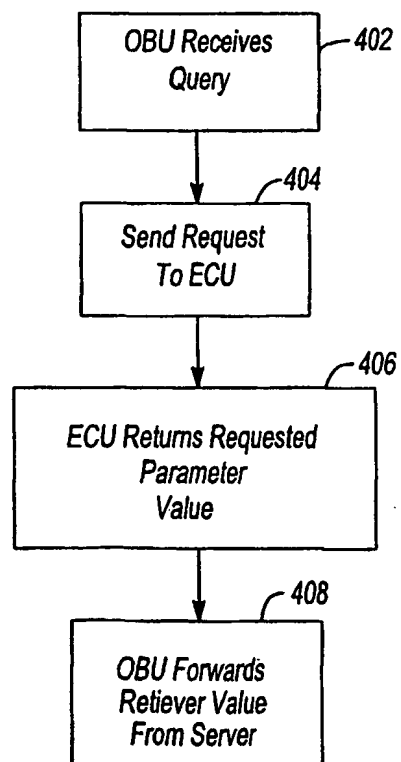 OBU Receives
Query
402
404
Send Request
To ECU
406
ECU Returns Requested
Parameter
Value
408
OBU Forwards
Retiever Value
From Server